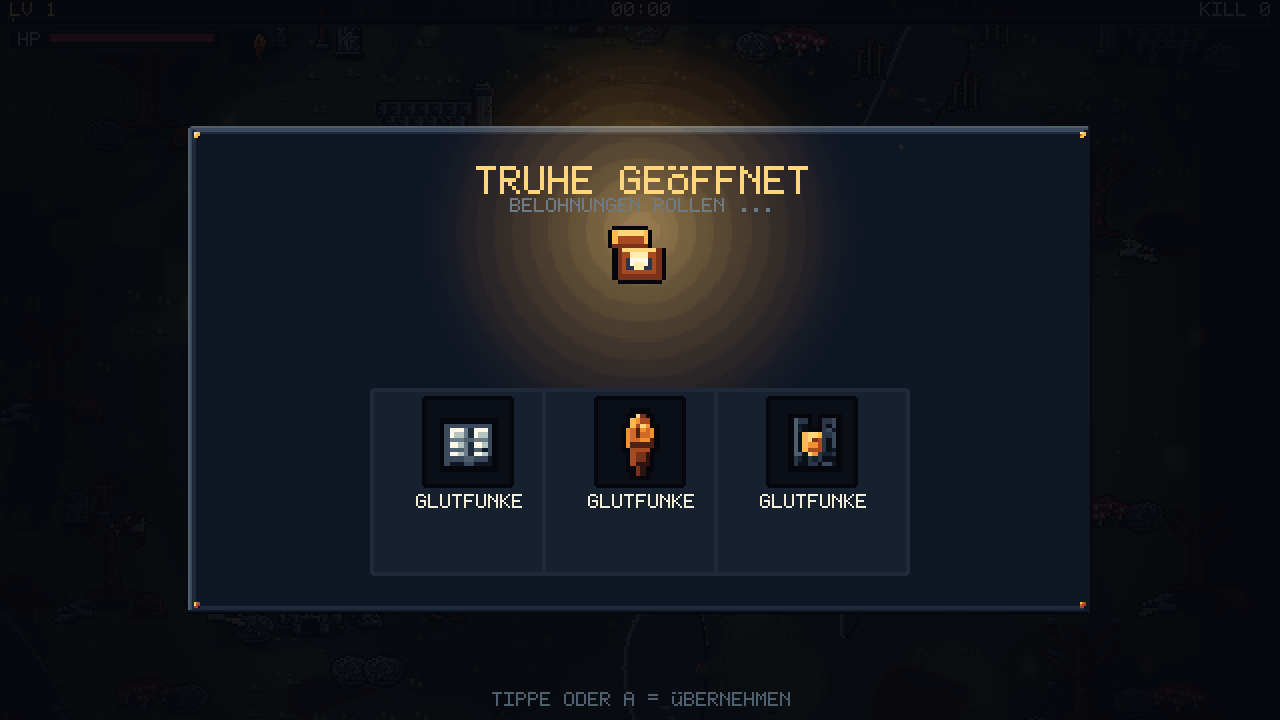 LV 1 00:00 KILL 0
HP
TRUHE GEöFFNET
BELOHNUNGEN ROLLEN ...
GLUTFUNKE GLUTFUNKE GLUTFUNKE
TIPPE ODER A = üBERNEHMEN